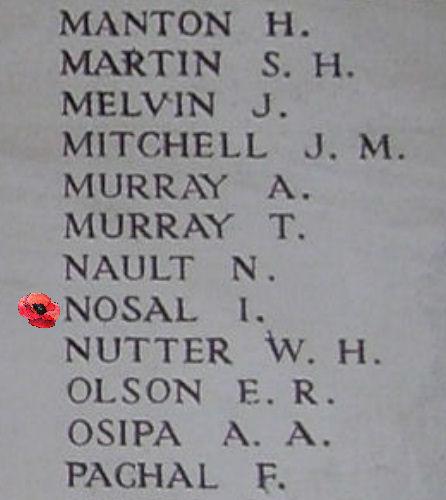 MANTON H.
MARTIN S. H.
MELVIN J.
MITCHELL J. M.
MURRAY A.
MURRAY T.
NAULT N.
NOSAL I.
NUTTER W. H.
OLSON E. R.
OSIPA A. A.
PACHAL F.